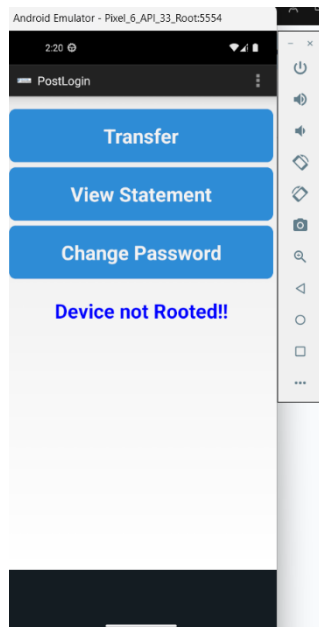 Android Emulator - Pixel_6_API_33_Root:5554
2:20
PostLogin
Transfer
View Statement
Change Password
Device not Rooted!!